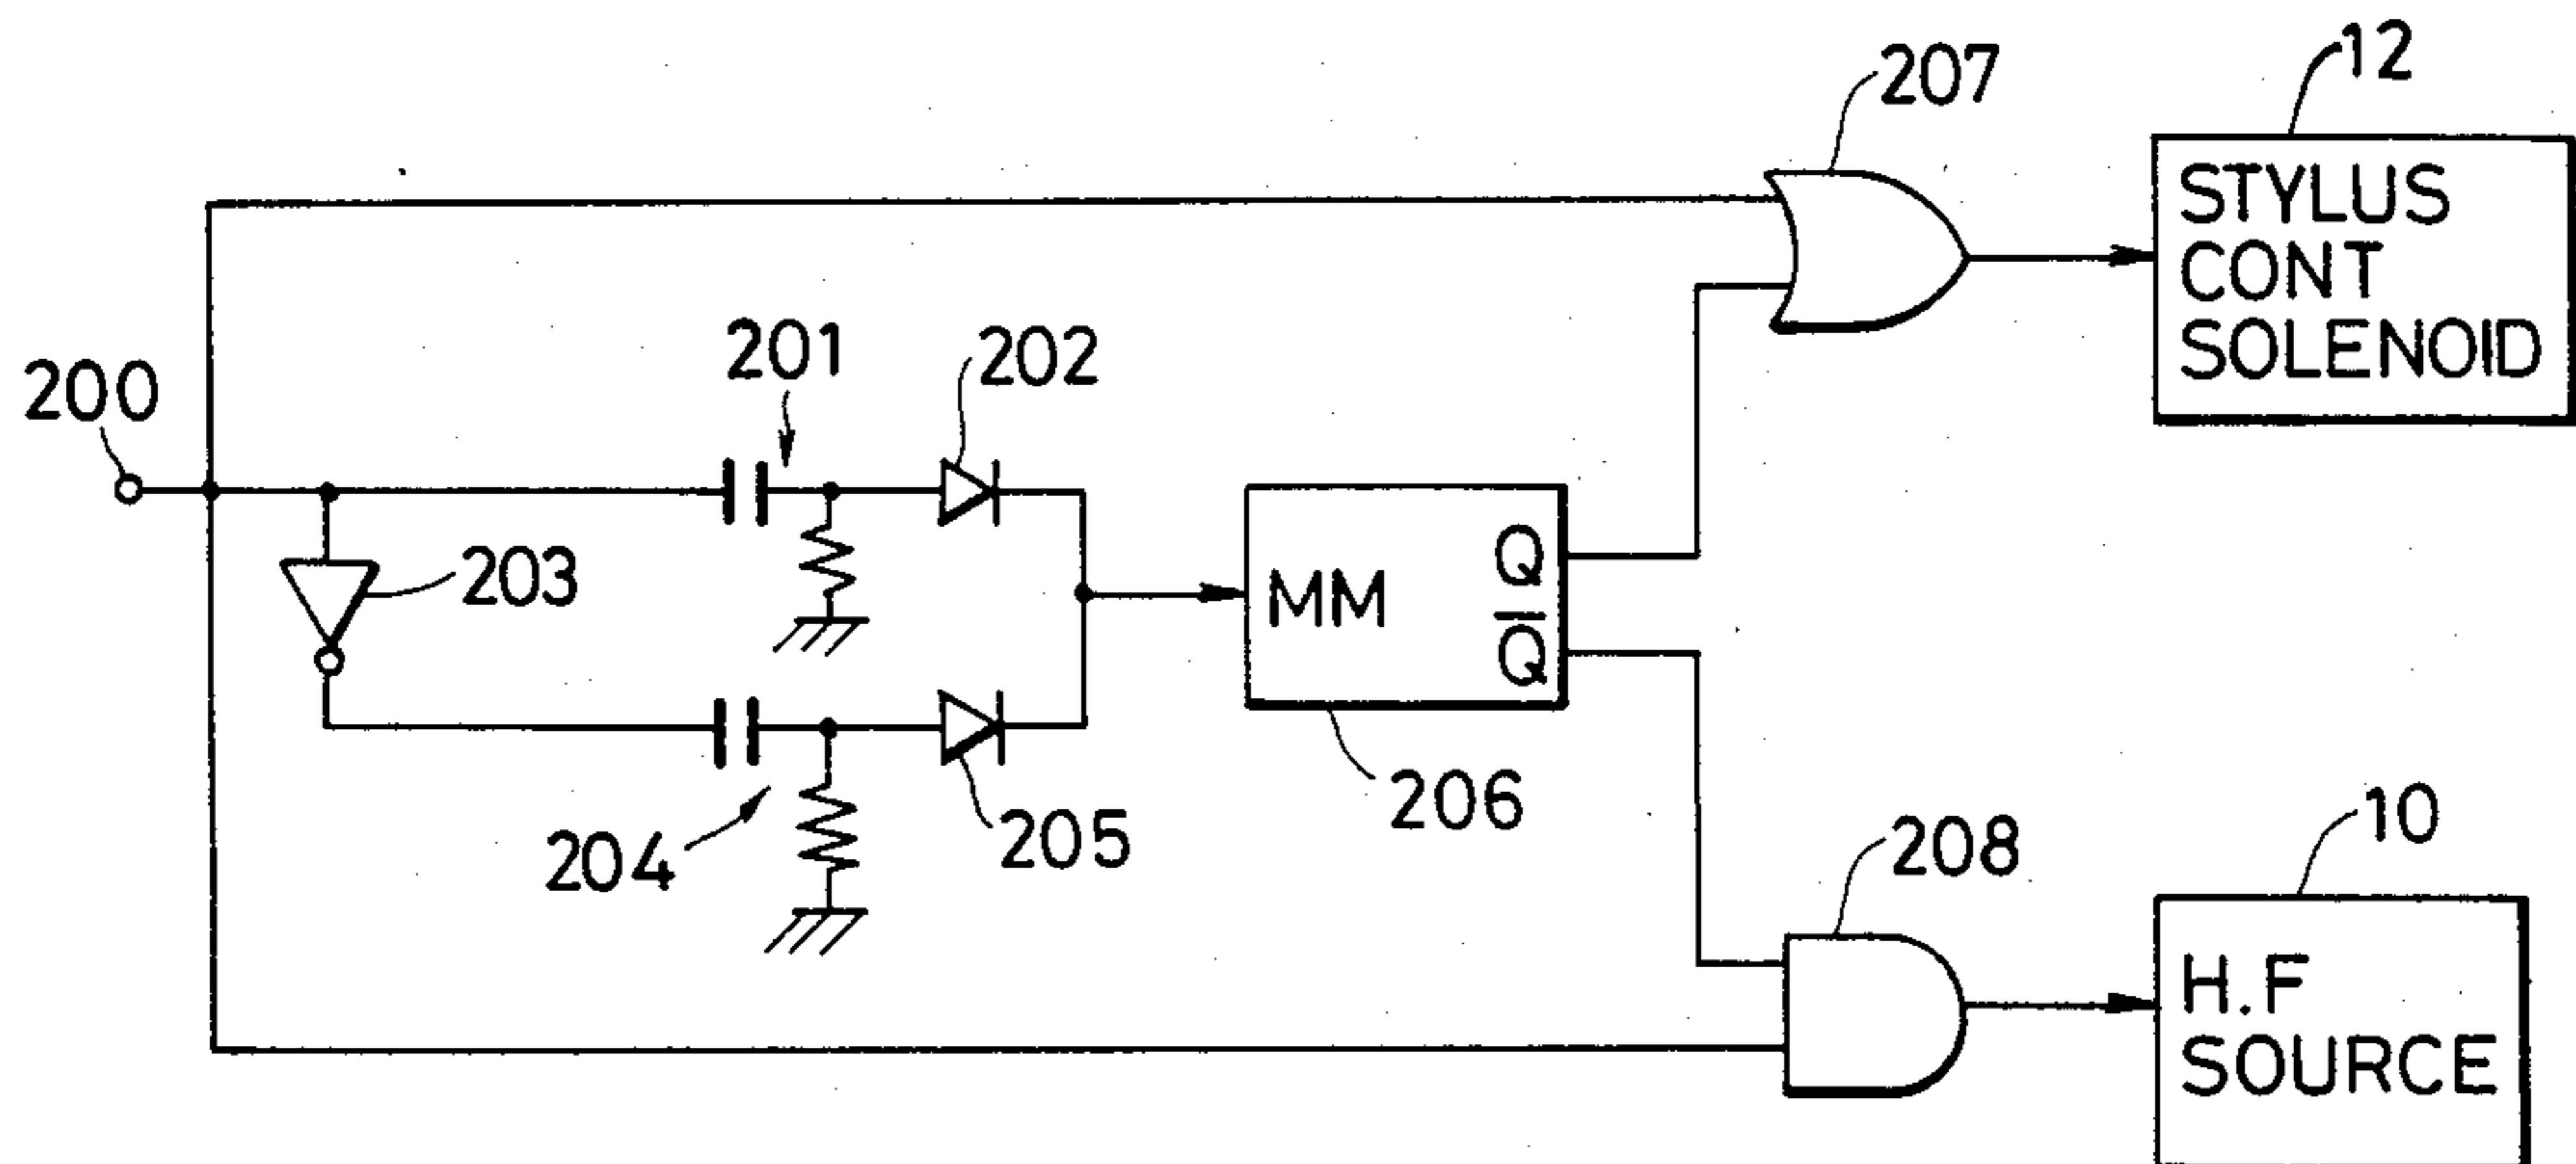 12
207
STYLUS
CONT
SOLENOID
201
202
200
203
MM
Q
Q̅
204
205
206
208
10
H.F
SOURCE